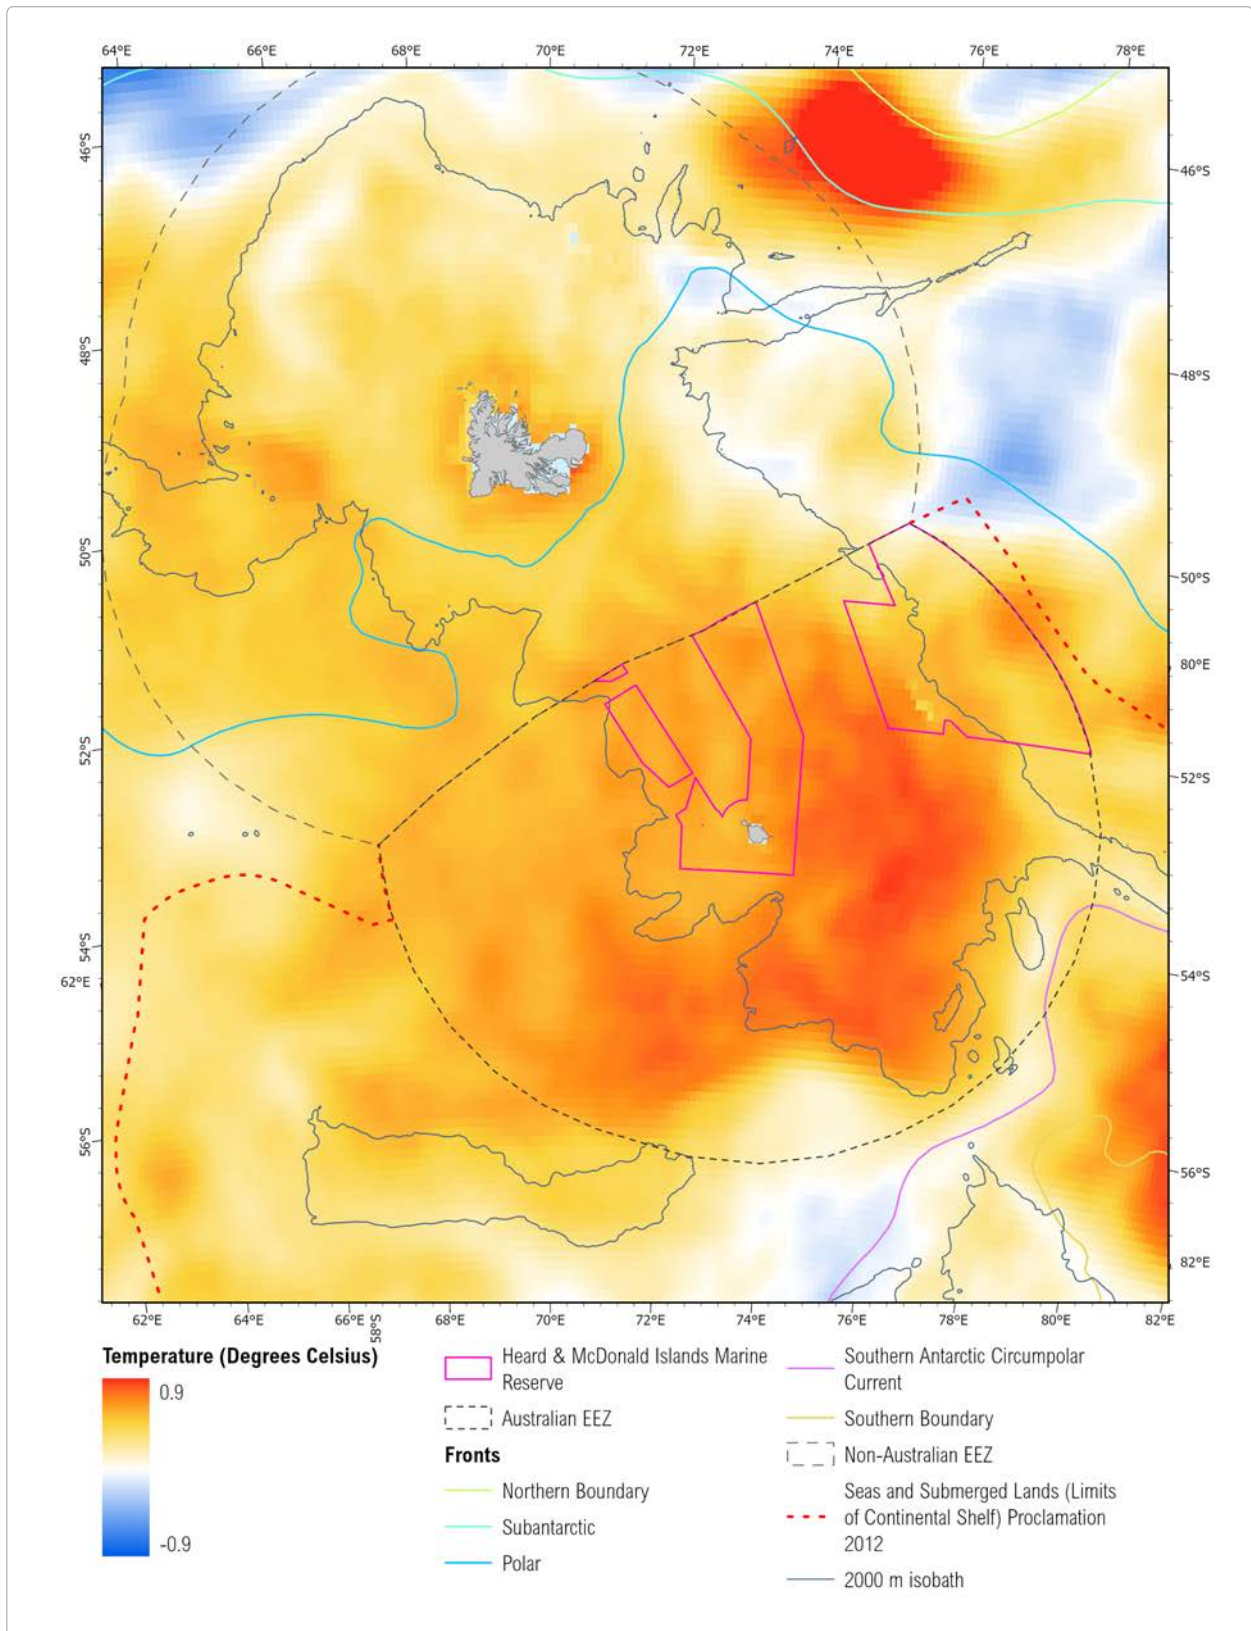 64°E 66°E 68°E 70°E 72°E 74°E 76°E 78°E
46°S
46°S
48°S
48°S
50°S
50°S
80°E
52°S
52°S
54°S
54°S
62°E
56°S
56°S
82°E
62°E 64°E 66°E 68°E 70°E 72°E 74°E 76°E 78°E 80°E 82°E
58°S
Temperature (Degrees Celsius)
0.9
-0.9
Heard & McDonald Islands Marine
Reserve
Australian EEZ
Fronts
Northern Boundary
Subantarctic
Polar
Southern Antarctic Circumpolar
Current
Southern Boundary
Non-Australian EEZ
Seas and Submerged Lands (Limits
of Continental Shelf) Proclamation
2012
2000 m isobath